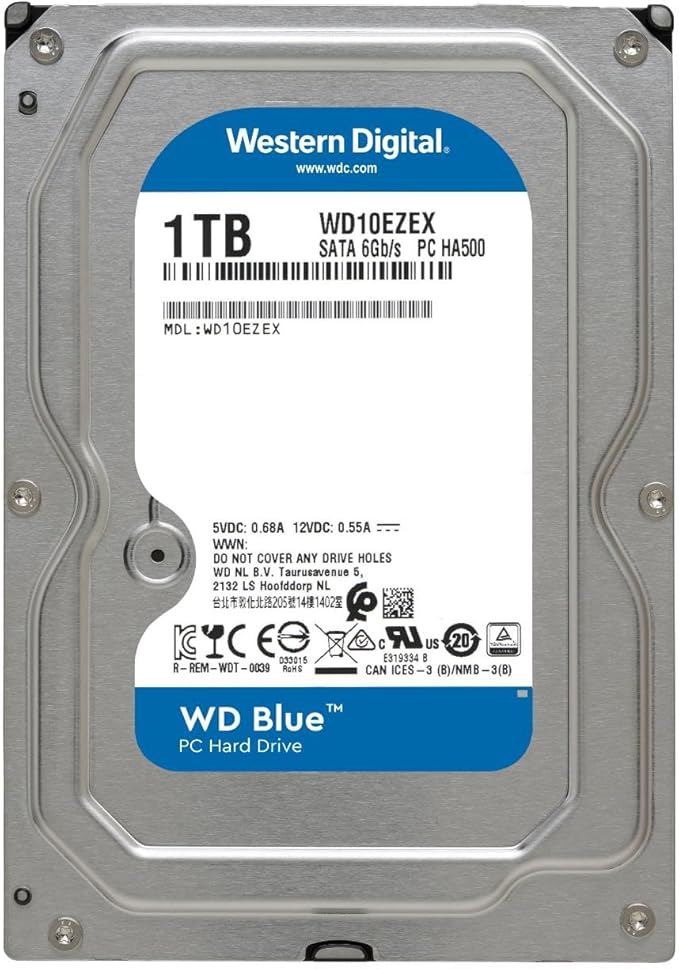 Western Digital®
www.wdc.com
1TB
WD10EZEX
SATA 6Gb/s PC HA500
MDL:WD10EZEX
5VDC: 0.68A 12VDC: 0.55A
WWN:
DO NOT COVER ANY DRIVE HOLES
WD NL B.V. Taurusavenue 5,
2132 LS Hoofddorp NL
台北市敦化北路205號14樓1402室
R-REM-WDT-0039
D33015
RoHS
20
E319334 B
CAN ICES-3 (B)/NMB-3(B)
WD Blue™
PC Hard Drive